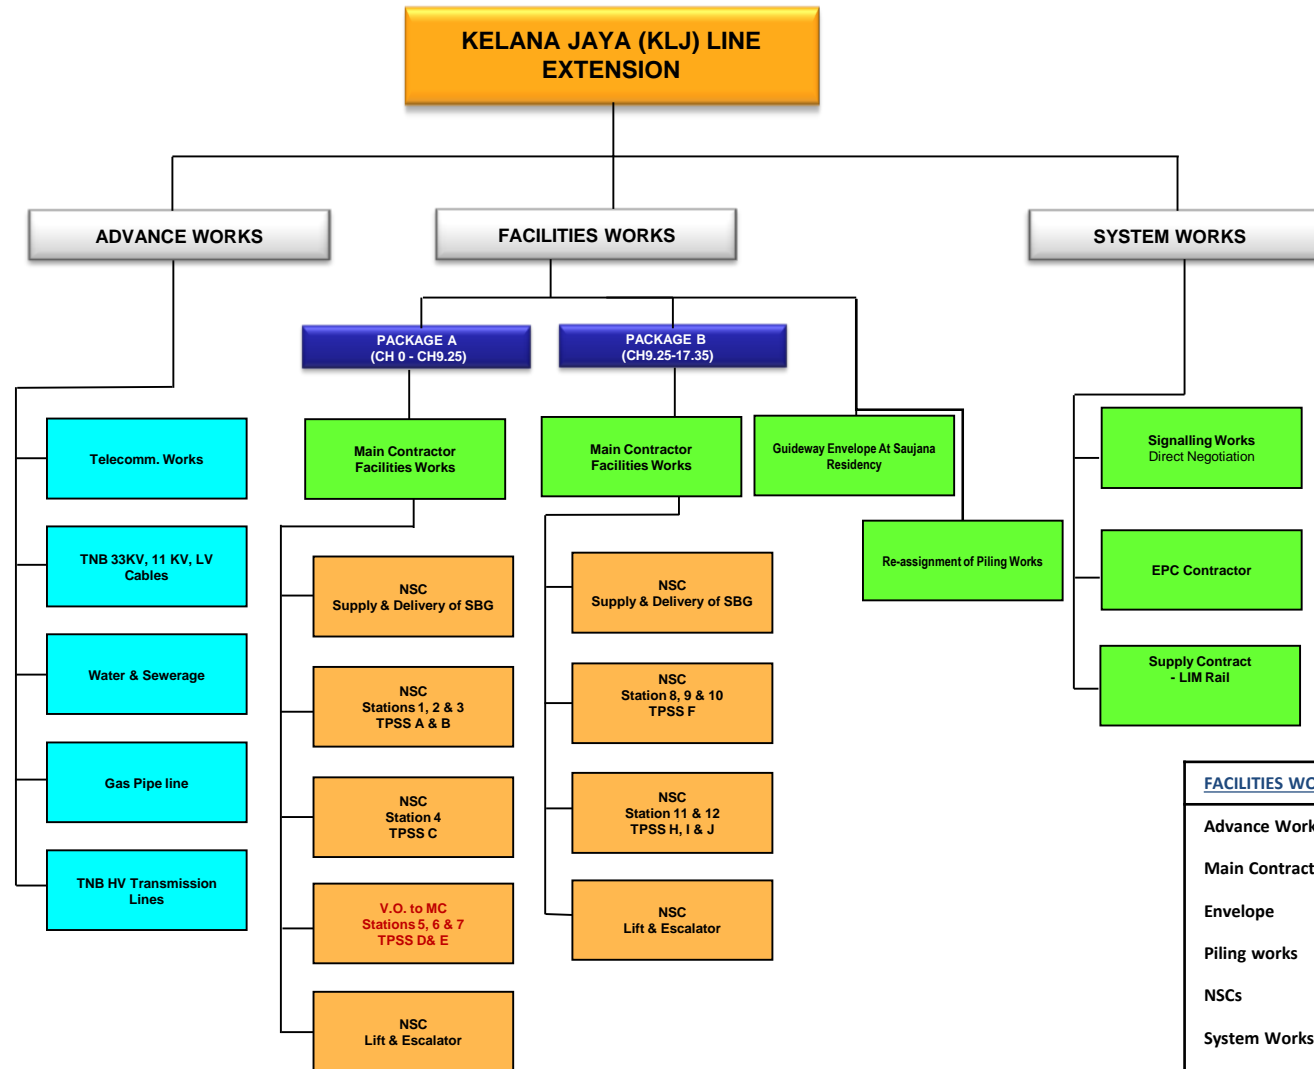 KELANA JAYA (KLJ) LINE
EXTENSION
ADVANCE WORKS
FACILITIES WORKS
SYSTEM WORKS
PACKAGE A
(CH 0 - CH9.25)
PACKAGE B
(CH9.25-17.35)
Telecomm. Works
TNB 33KV, 11 KV, LV
Cables
Water & Sewerage
Gas Pipe line
TNB HV Transmission
Lines
Main Contractor
Facilities Works
NSC
Supply & Delivery of SBG
NSC
Stations 1, 2 & 3
TPSS A & B
NSC
Station 4
TPSS C
V.O. to MC
Stations 5, 6 & 7
TPSS D& E
NSC
Lift & Escalator
Main Contractor
Facilities Works
NSC
Supply & Delivery of SBG
NSC
Station 8, 9 & 10
TPSS F
NSC
Station 11 & 12
TPSS H, I & J
NSC
Lift & Escalator
Guideway Envelope At Saujana
Residency
Re-assignment of Piling Works
Signalling Works
Direct Negotiation
EPC Contractor
Supply Contract
- LIM Rail
FACILITIES WO
Advance Work
Main Contract
Envelope
Piling works
NSCs
System Works